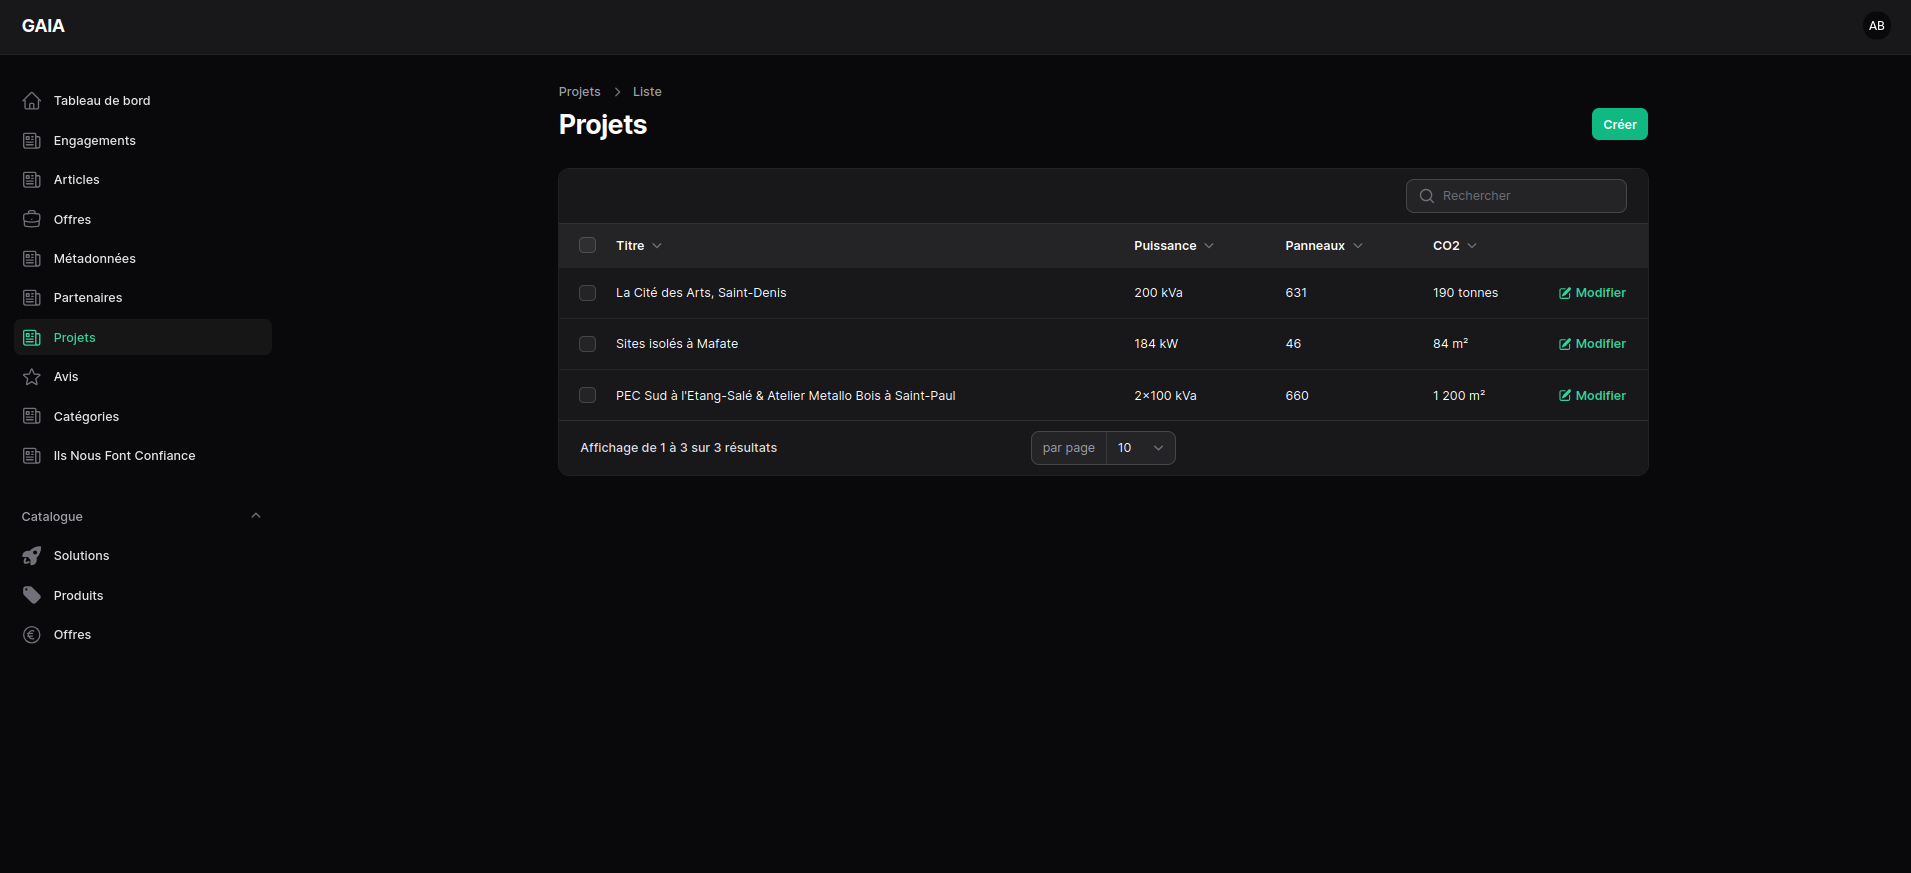 GAIA
AB
Tableau de bord
Engagements
Articles
Offres
Métadonnées
Partenaires
Projets
Avis
Catégories
Ils Nous Font Confiance
Catalogue
Solutions
Produits
Offres
Projets Liste
Projets
Créer
Rechercher
Titre Puissance Panneaux CO2
La Cité des Arts, Saint-Denis 200 kVa 631 190 tonnes Modifier
Sites isolés à Mafate 184 kW 46 84 m² Modifier
PEC Sud à l'Etang-Salé & Atelier Metallo Bois à Saint-Paul 2x100 kVa 660 1 200 m² Modifier
Affichage de 1 à 3 sur 3 résultats par page 10